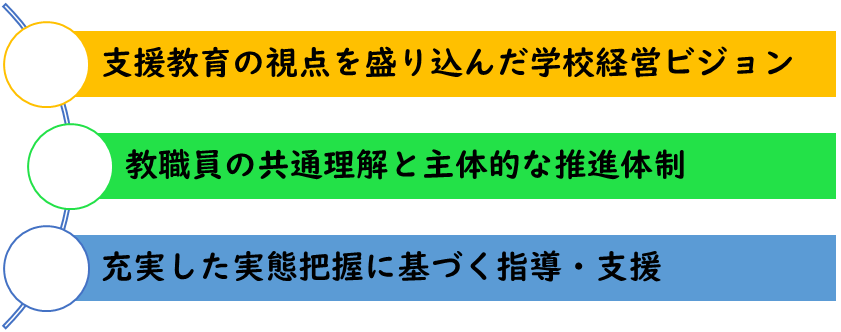 支援教育の視点を盛り込んだ学校経営ビジョン
教職員の共通理解と主体的な推進体制
充実した実態把握に基づく指導・支援